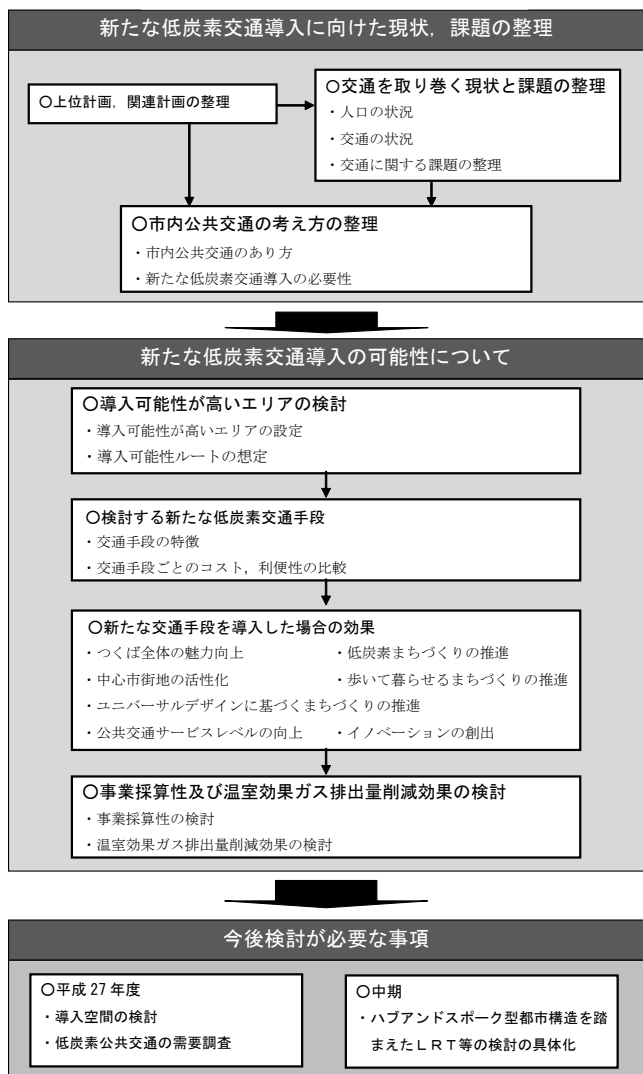 新たな低炭素交通導入に向けた現状，課題の整理
○上位計画，関連計画の整理
○交通を取り巻く現状と課題の整理
・人口の状況
・交通の状況
・交通に関する課題の整理
○市内公共交通の考え方の整理
・市内公共交通のあり方
・新たな低炭素交通導入の必要性
新たな低炭素交通導入の可能性について
○導入可能性が高いエリアの検討
・導入可能性が高いエリアの設定
・導入可能性ルートの想定
○検討する新たな低炭素交通手段
・交通手段の特徴
・交通手段ごとのコスト，利便性の比較
○新たな交通手段を導入した場合の効果
・つくば全体の魅力向上 ・低炭素まちづくりの推進
・中心市街地の活性化 ・歩いて暮らせるまちづくりの推進
・ユニバーサルデザインに基づくまちづくりの推進
・公共交通サービスレベルの向上 ・イノベーションの創出
○事業採算性及び温室効果ガス排出量削減効果の検討
・事業採算性の検討
・温室効果ガス排出量削減効果の検討
今後検討が必要な事項
○平成 27 年度
・導入空間の検討
・低炭素公共交通の需要調査
○中期
・ハブアンドスポーク型都市構造を踏
まえたＬＲＴ等の検討の具体化